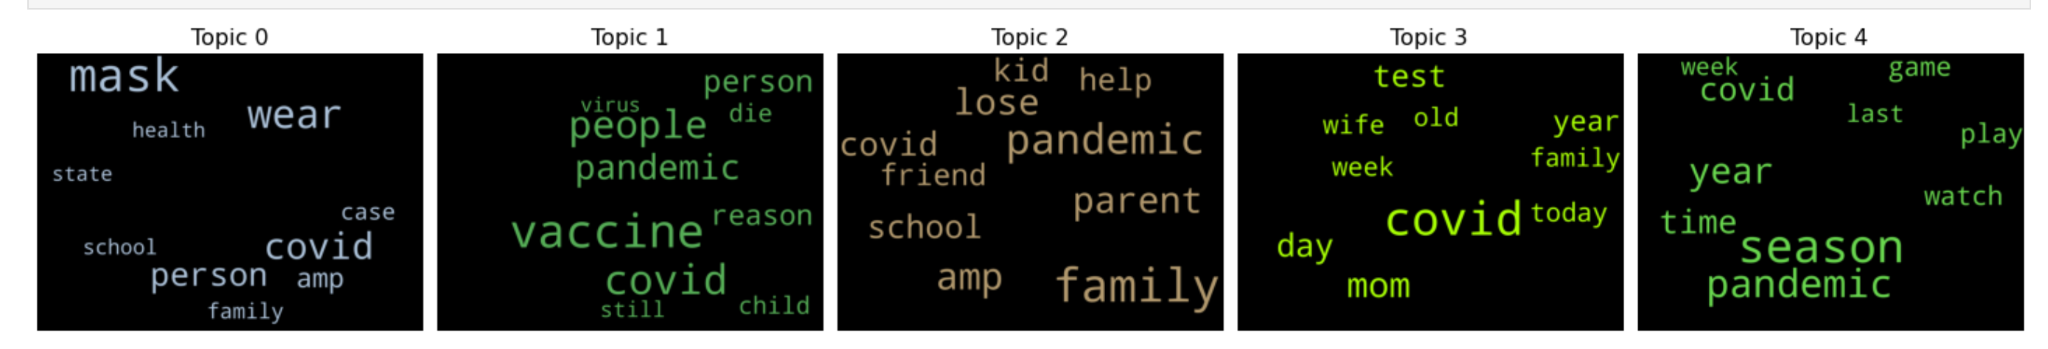 Topic 0
mask
wear
health
state
case
school
covid
person
amp
family
Topic 1
person
virus
die
people
pandemic
reason
vaccine
covid
still
child
Topic 2
kid
help
lose
pandemic
covid
friend
parent
school
amp
family
Topic 3
test
wife
old
year
week
family
covid
today
day
mom
Topic 4
week
game
covid
last
play
year
watch
time
season
pandemic